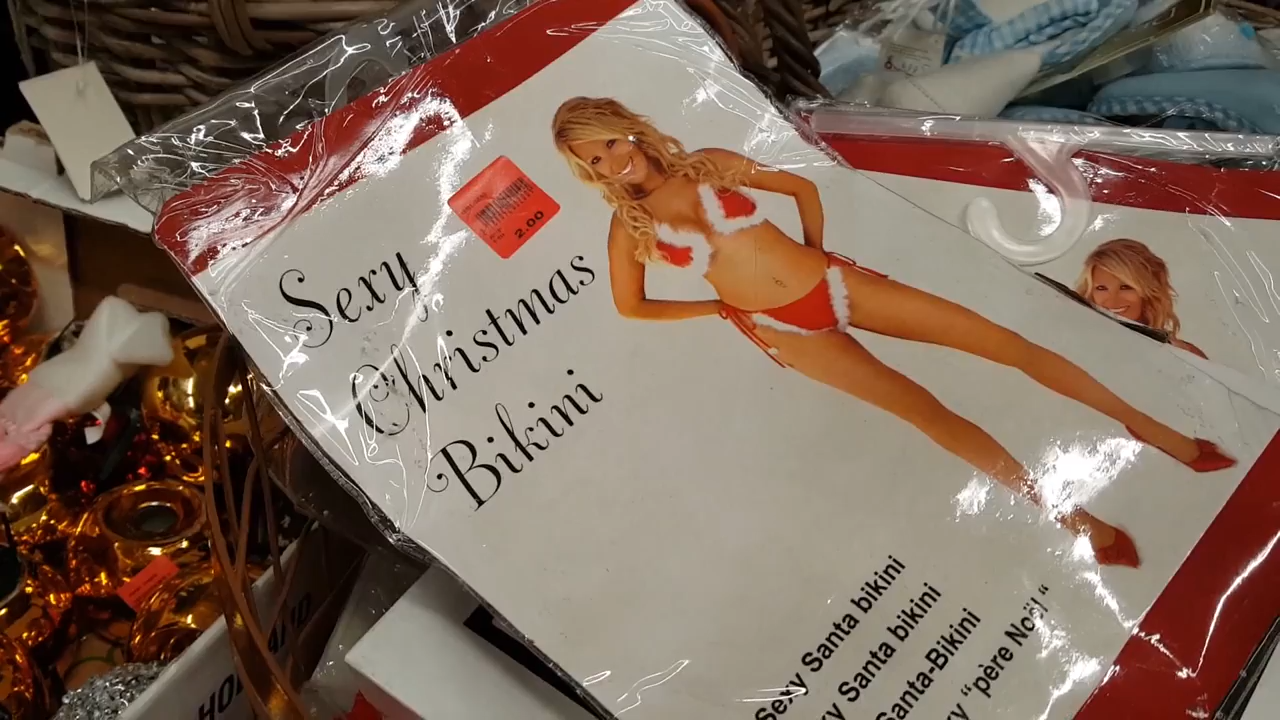 Sexy
Christmas
Bikini
2.00
Sexy Santa bikini
Santa bikini
Santa-Bikini
"père Noël"